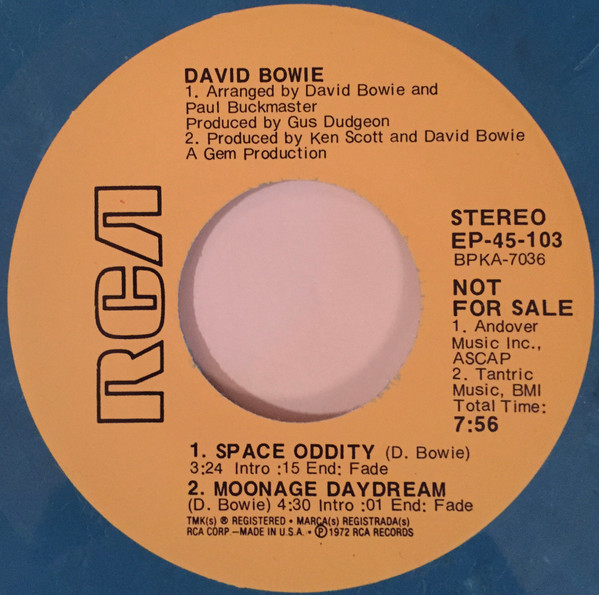 DAVID BOWIE
1. Arranged by David Bowie and
Paul Buckmaster
Produced by Gus Dudgeon
2. Produced by Ken Scott and David Bowie
A Gem Production
RCA
STEREO
EP-45-103
BPKA-7036
NOT
FOR SALE
1. Andover
Music Inc.,
ASCAP
2. Tantric
Music, BMI
Total Time:
7:56
1. SPACE ODDITY (D. Bowie)
3:24 Intro :15 End: Fade
2. MOONAGE DAYDREAM
(D. Bowie) 4:30 Intro :01 End: Fade
TMK(s) ® REGISTERED • MARCA(s) REGISTRADA(s)
RCA CORP.—MADE IN U.S.A. • ℗ 1972 RCA RECORDS